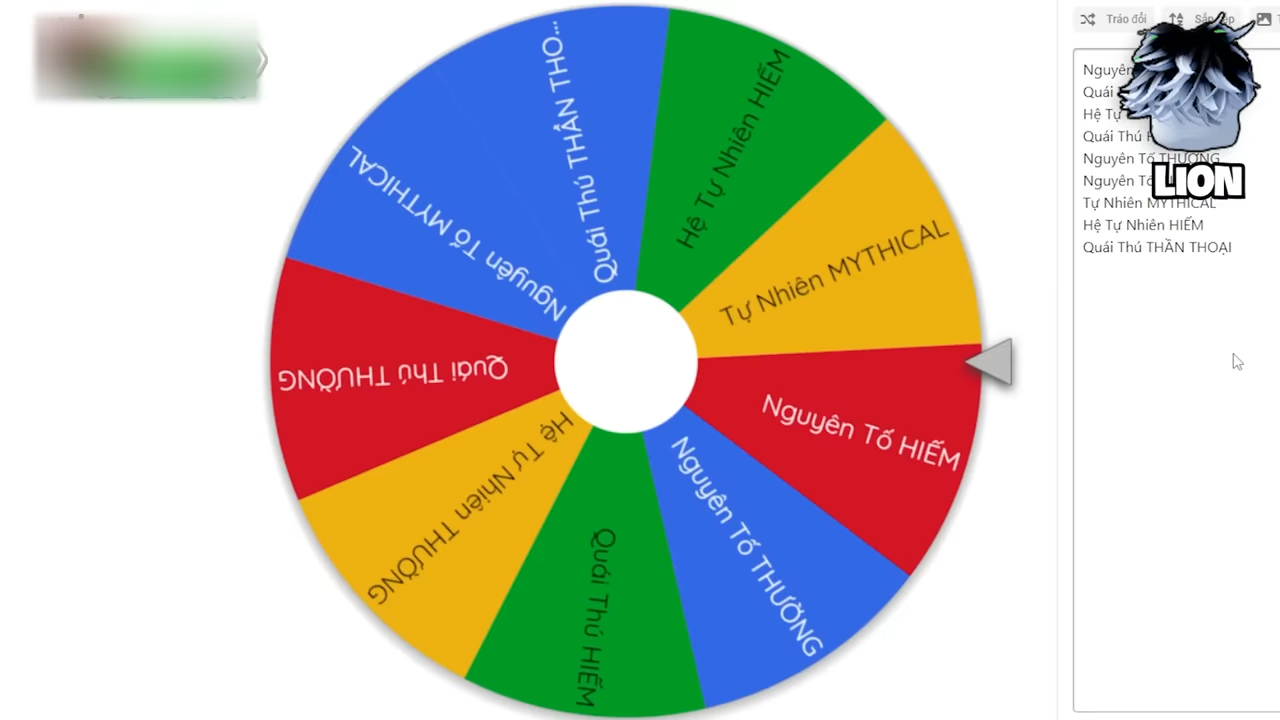 Quái Thú THẦN THO...
Hệ Tự Nhiên HIẾM
Tự Nhiên MYTHICAL
Nguyên Tố HIẾM
Nguyên Tố THƯỜNG
Quái Thú HIẾM
Hệ Tự Nhiên THƯỜNG
Quái Thú THƯỜNG
Nguyên Tố MYTHICAL
Tráo đổi
Nguyên
Quái
Hệ Tự
Quái Thú
Nguyên Tố THƯỜNG
Nguyên Tố
Tự Nhiên MYTHICAL
Hệ Tự Nhiên HIẾM
Quái Thú THẦN THOẠI
LION